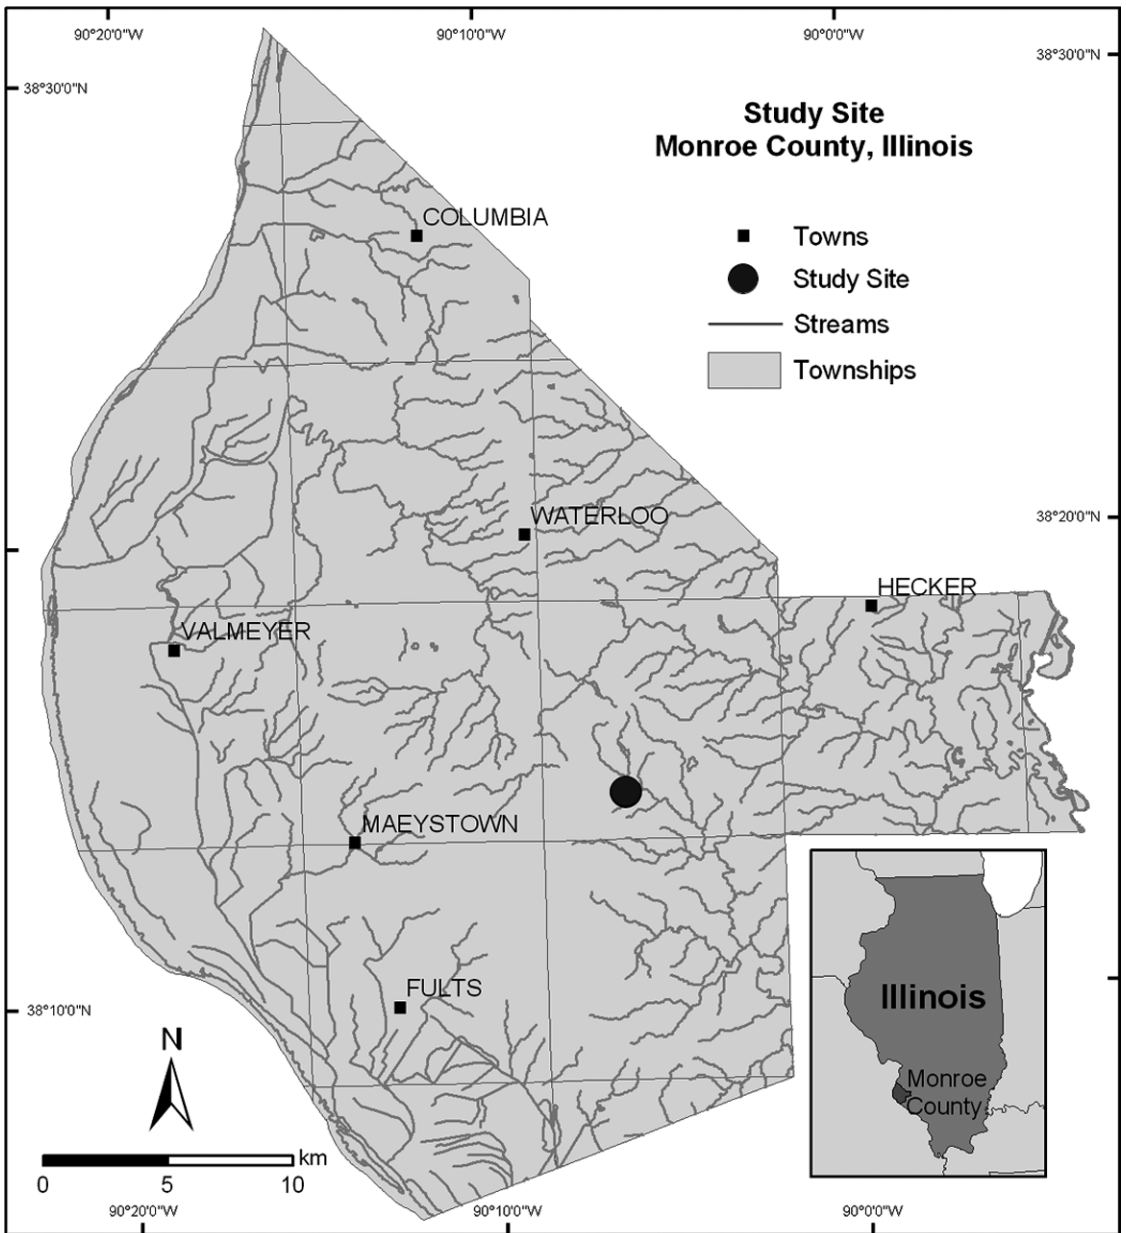 90°20'0"W
90°10'0"W
90°0'0"W
38°30'0"N
38°30'0"N
Study Site
Monroe County, Illinois
Towns
Study Site
Streams
Townships
COLUMBIA
WATERLOO
38°20'0"N
HECKER
VALMEYER
MAEYSTOWN
FULTS
38°10'0"N
Illinois
Monroe
County
N
km
0 5 10
90°20'0"W
90°10'0"W
90°0'0"W